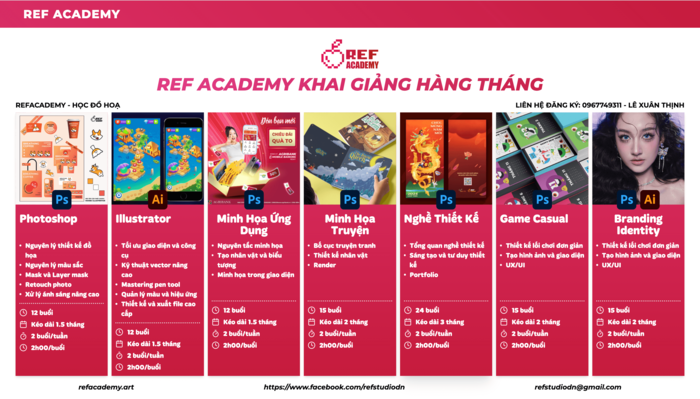 REF ACADEMY
REF
ACADEMY
REF ACADEMY KHAI GIẢNG HÀNG THÁNG
REFACADEMY - HỌC ĐỒ HOẠ
LIÊN HỆ ĐĂNG KÝ: 0967749311 - LÊ XUÂN THỊNH
Ps
Photoshop
• Nguyên lý thiết kế đồ
họa
• Nguyên lý màu sắc
• Mask và Layer mask
• Retouch photo
• Xử lý ánh sáng nâng cao
12 buổi
Kéo dài 1.5 tháng
2 buổi/tuần
2h00/buổi
Ai
Illustrator
• Tối ưu giao diện và công
cụ
• Kỹ thuật vector nâng
cao
• Mastering pen tool
• Quản lý màu và hiệu ứng
• Thiết kế và xuất file cao
cấp
12 buổi
Kéo dài 1.5 tháng
2 buổi/tuần
2h00/buổi
Đón bạn mới
CHIÊU ĐÃI
QUÀ TO
Ps
Minh Họa Ứng
Dụng
• Nguyên tắc minh họa
• Tạo nhân vật và biểu
tượng
• Minh họa trong giao diện
12 buổi
Kéo dài 1.5 tháng
2 buổi/tuần
2h00/buổi
Ps
Minh Họa
Truyện
• Bố cục truyện tranh
• Thiết kế nhân vật
• Render
15 buổi
Kéo dài 2 tháng
2 buổi/tuần
2h00/buổi
Ps
Nghề Thiết Kế
• Tổng quan nghề thiết kế
• Sáng tạo và tư duy thiết
kế
• Portfolio
24 buổi
Kéo dài 3 tháng
2 buổi/tuần
2h00/buổi
Ps
Game Casual
• Thiết kế lối chơi đơn giản
• Tạo hình ảnh và giao diện
• UX/UI
15 buổi
Kéo dài 2 tháng
2 buổi/tuần
2h00/buổi
Ps Ai
Branding
Identity
• Thiết kế lối chơi đơn giản
• Tạo hình ảnh và giao diện
• UX/UI
15 buổi
Kéo dài 2 tháng
2 buổi/tuần
2h00/buổi
refacademy.art
https://www.facebook.com/refstudiodn
refstudiodn@gmail.com